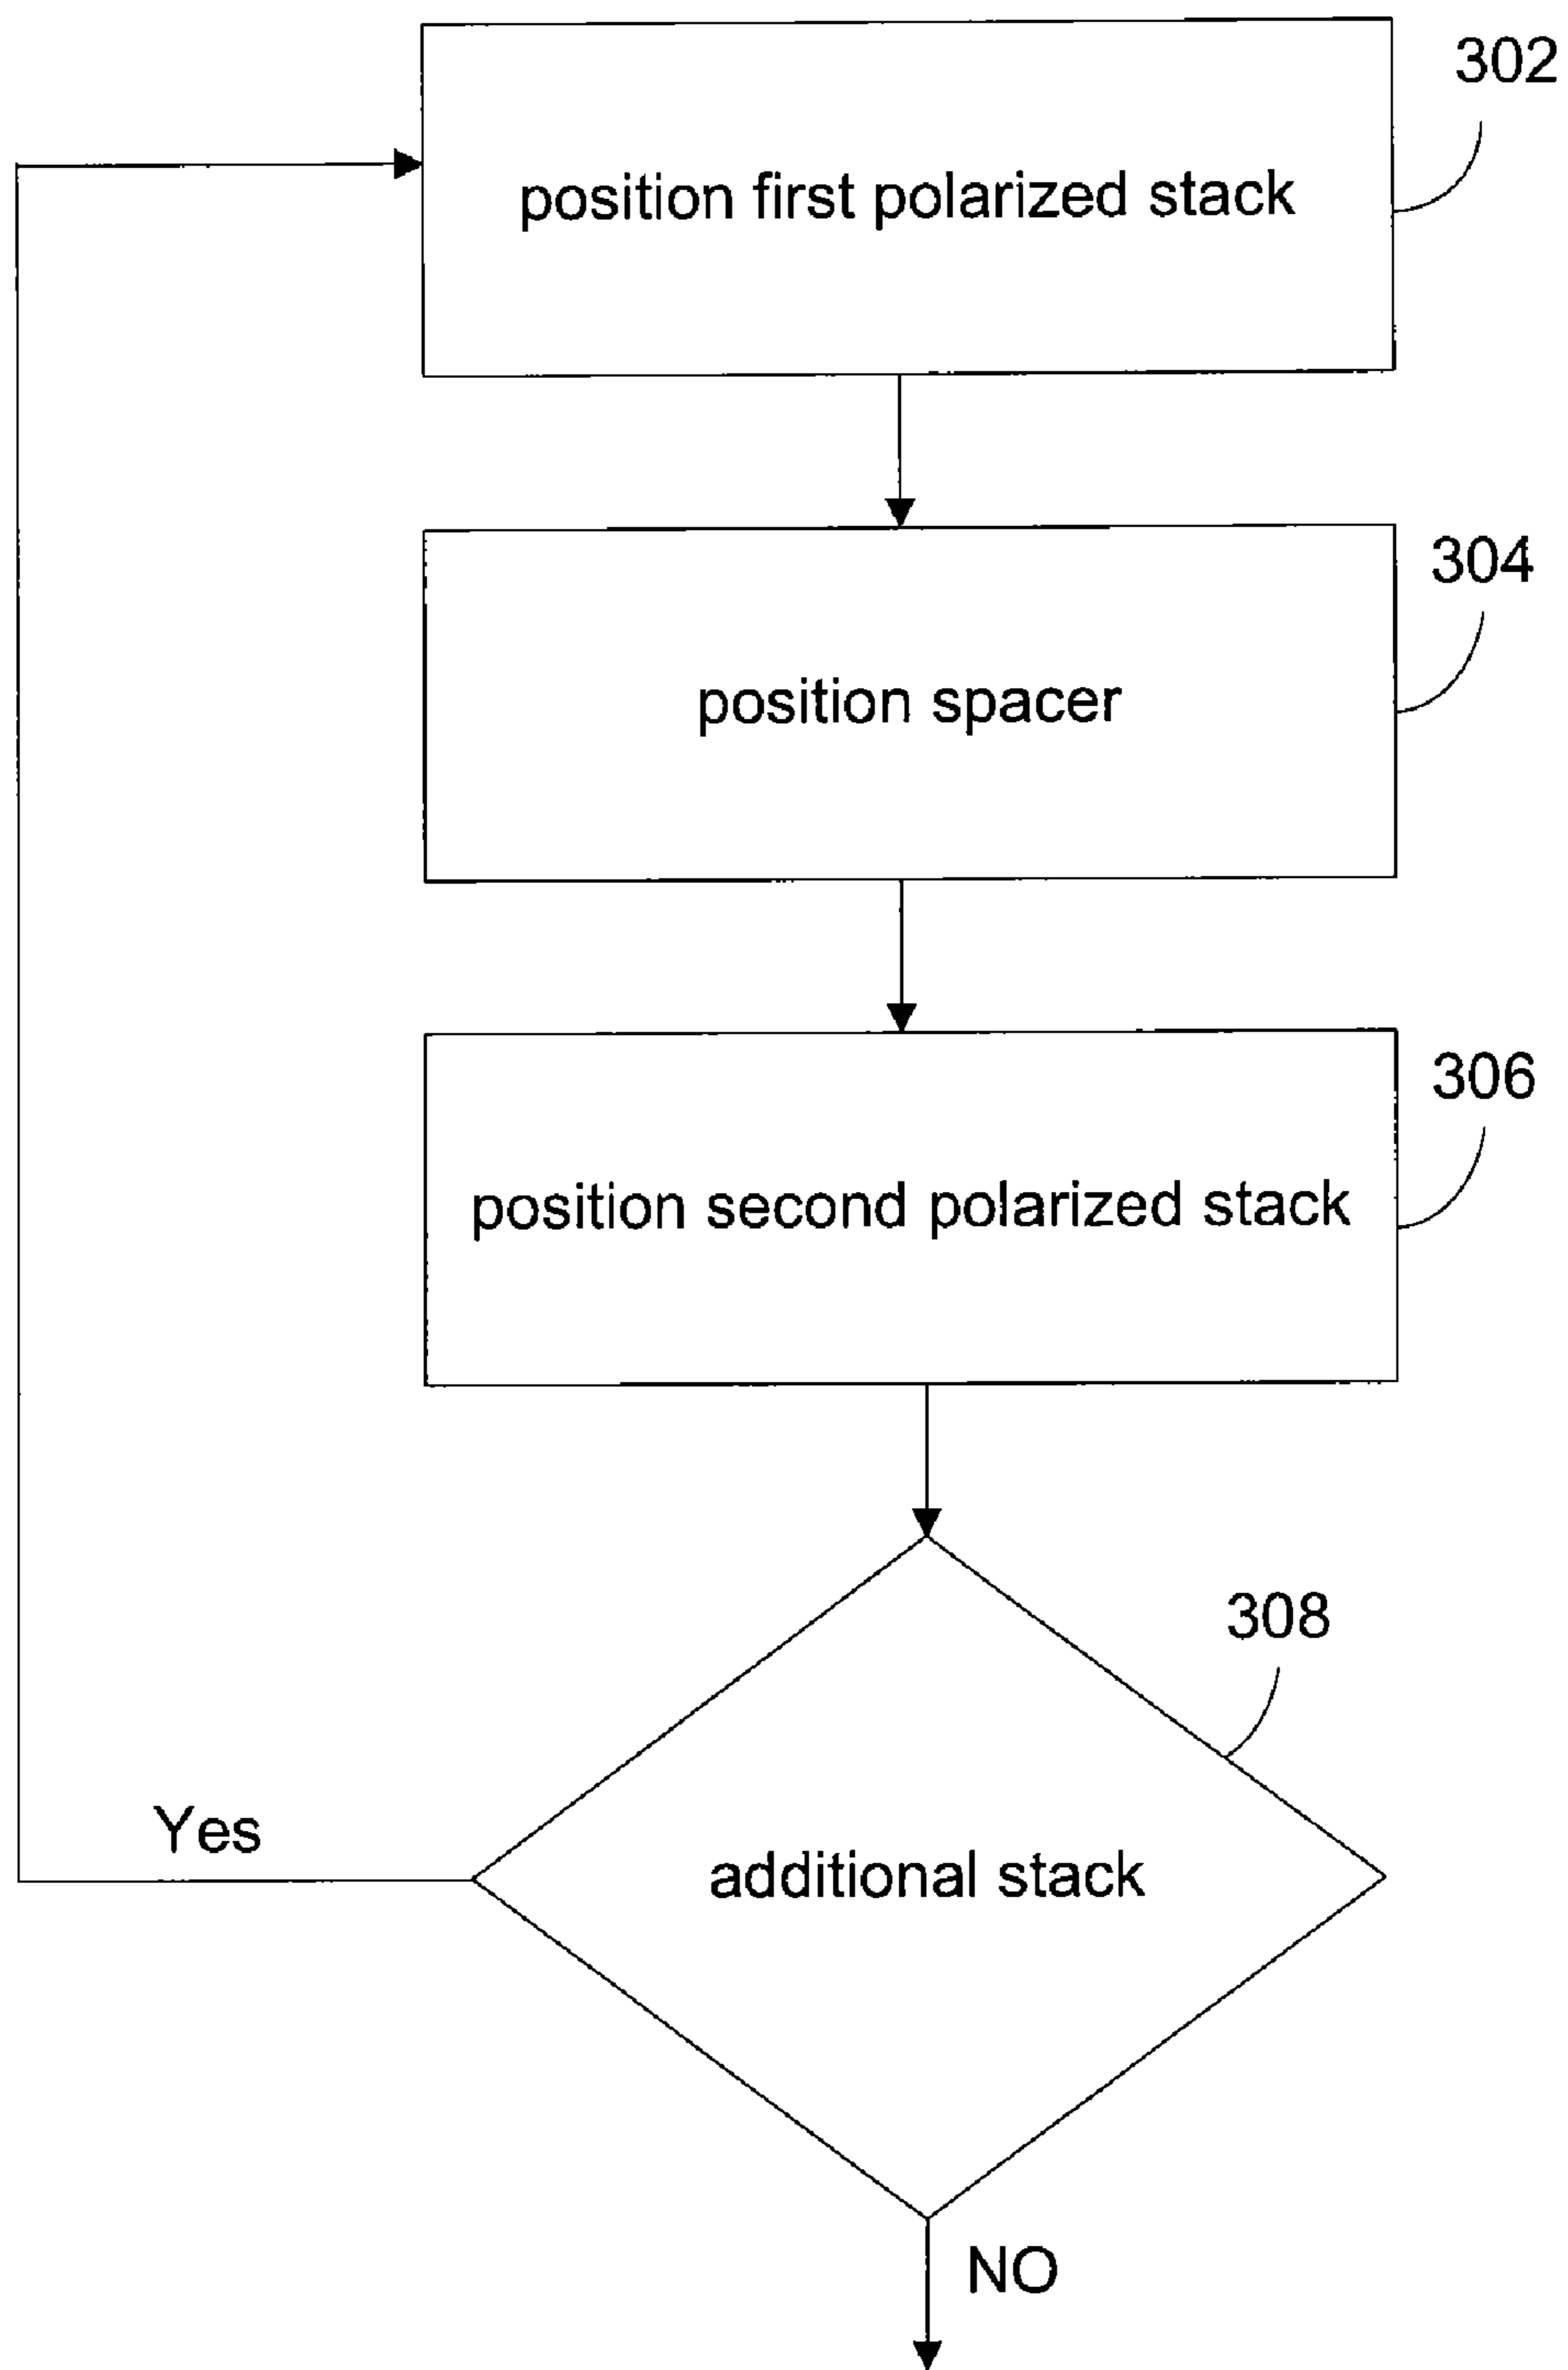 302
position first polarized stack
304
position spacer
306
position second polarized stack
308
additional stack
Yes
NO